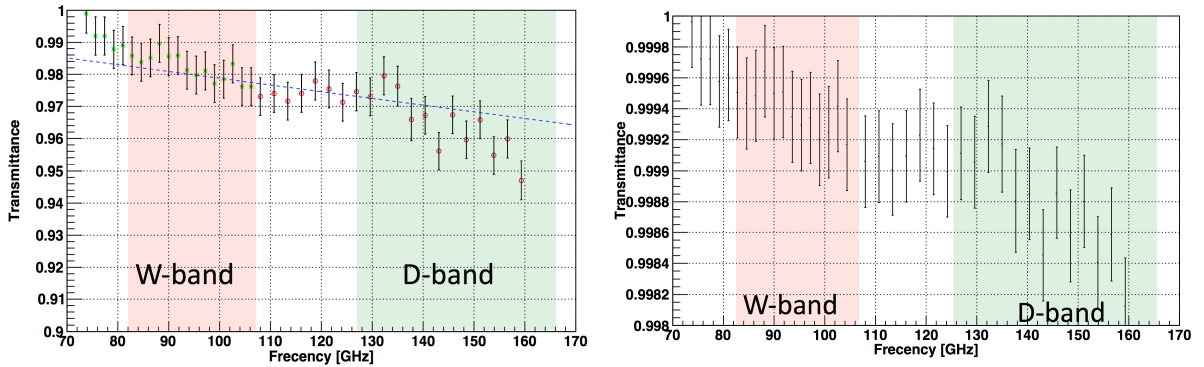 Transmittance
1
0.99
0.98
0.97
0.96
0.95
0.94
0.93
0.92
0.91
0.9
W-band
D-band
70 80 90 100 110 120 130 140 150 160 170
Frecency [GHz]
Transmittance
1
0.9998
0.9996
0.9994
0.9992
0.999
0.9988
0.9986
0.9984
0.9982
0.998
W-band
D-band
70 80 90 100 110 120 130 140 150 160 170
Frecency [GHz]